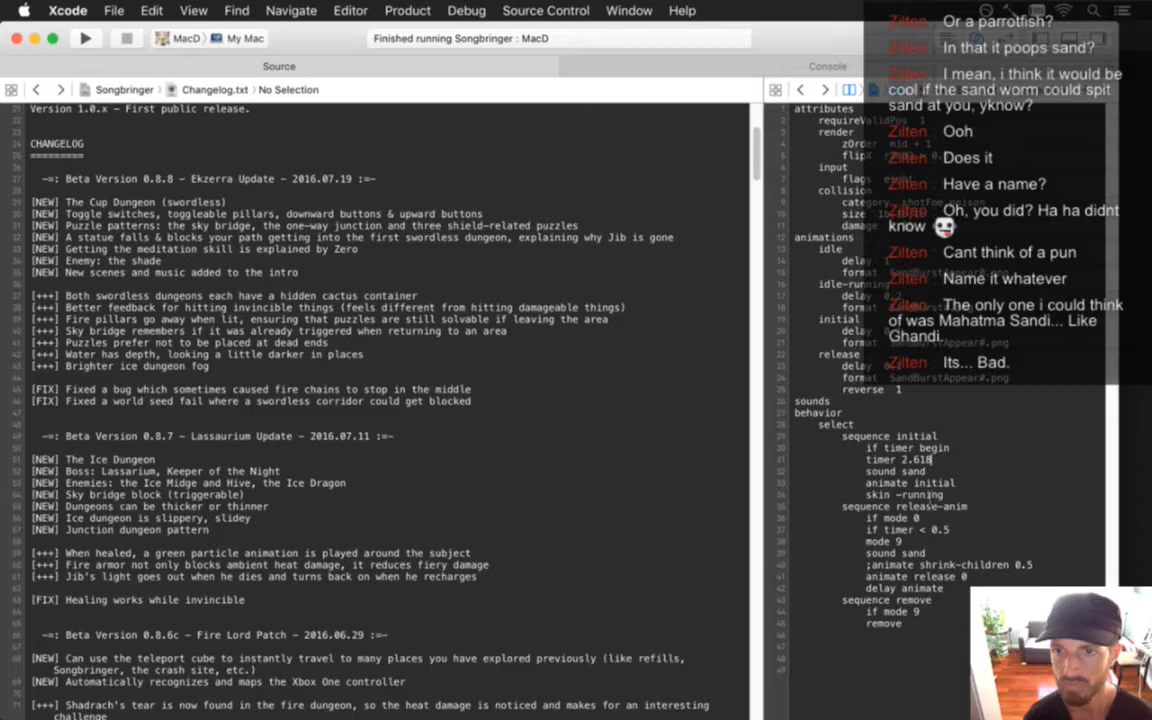 Xcode File Edit View Find Navigate Editor Product Debug Source Control Window Help
MacD My Mac
Finished running Songbringer : MacD
Source
Console
Songbringer Changelog.txt No Selection
Version 1.0.x - First public release.
CHANGELOG
=========
-=: Beta Version 0.8.8 - Ekzerra Update - 2016.07.19 :=-
[NEW] The Cup Dungeon (swordless)
[NEW] Toggle switches, toggleable pillars, downward buttons & upward buttons
[NEW] Puzzle patterns: the sky bridge, the one-way junction and three shield-related puzzles
[NEW] A statue falls & blocks your path getting into the first swordless dungeon, explaining why Jib is gone
[NEW] Getting the meditation skill is explained by Zero
[NEW] Enemy: the shade
[NEW] New scenes and music added to the intro
[+++] Both swordless dungeons each have a hidden cactus container
[+++] Better feedback for hitting invincible things (feels different from hitting damageable things)
[+++] Fire pillars go away when lit, ensuring that puzzles are still solvable if leaving the area
[+++] Sky bridge remembers if it was already triggered when returning to an area
[+++] Puzzles prefer not to be placed at dead ends
[+++] Water has depth, looking a little darker in places
[+++] Brighter ice dungeon fog
[FIX] Fixed a bug which sometimes caused fire chains to stop in the middle
[FIX] Fixed a world seed fail where a swordless corridor could get blocked
-=: Beta Version 0.8.7 - Lassaurium Update - 2016.07.11 :=-
[NEW] The Ice Dungeon
[NEW] Boss: Lassarium, Keeper of the Night
[NEW] Enemies: the Ice Midge and Hive, the Ice Dragon
[NEW] Sky bridge block (triggerable)
[NEW] Dungeons can be thicker or thinner
[NEW] Ice dungeon is slippery, slidey
[NEW] Junction dungeon pattern
[+++] When healed, a green particle animation is played around the subject
[+++] Fire armor not only blocks ambient heat damage, it reduces fiery damage
[+++] Jib's light goes out when he dies and turns back on when he recharges
[FIX] Healing works while invincible
-=: Beta Version 0.8.6c - Fire Lord Patch - 2016.06.29 :=-
[NEW] Can use the teleport cube to instantly travel to many places you have explored previously (like refills,
Songbringer, the crash site, etc.)
[NEW] Automatically recognizes and maps the Xbox One controller
[+++] Shadrach's tear is now found in the fire dungeon, so the heat damage is noticed and makes for an interesting
challenge
attributes
requireValidPos 1
render
zOrder mid + 1
flipX
input
flags
collision
category shotFoe poison
size
damage
animations
idle
delay 1
format SandBurstAppear0.png
idle-running
delay 0.2
format
initial
delay
format SandBurstAppear#.png
release
delay
format SandBurstAppear#.png
reverse 1
sounds
behavior
select
sequence initial
if timer begin
timer 2.618
sound sand
animate initial
skin -running
sequence release-anim
if mode 0
if timer < 0.5
mode 9
sound sand
;animate shrink-children 0.5
animate release 0
delay animate
sequence remove
if mode 9
remove
Zilten Or a parrotfish?
Zilten In that it poops sand?
Zilten I mean, i think it would be
cool if the sand worm could spit
sand at you, yknow?
Zilten Ooh
Zilten Does it
Zilten Have a name?
Zilten Oh, you did? Ha ha didnt
know
Zilten Cant think of a pun
Zilten Name it whatever
Zilten The only one i could think
of was Mahatma Sandi... Like
Ghandi.
Zilten Its... Bad.